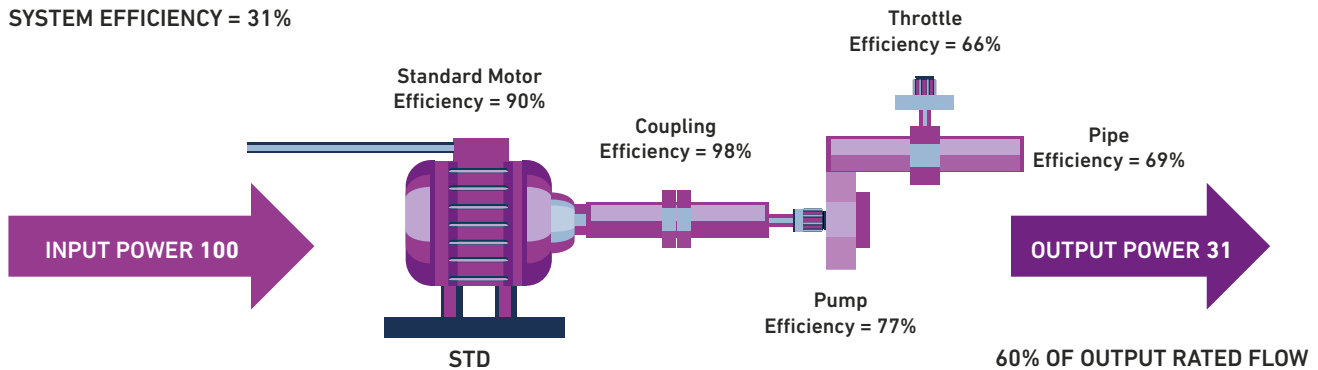 SYSTEM EFFICIENCY = 31%
Throttle
Efficiency = 66%
Standard Motor
Efficiency = 90%
Coupling
Efficiency = 98%
Pipe
Efficiency = 69%
INPUT POWER 100
OUTPUT POWER 31
Pump
Efficiency = 77%
STD
60% OF OUTPUT RATED FLOW